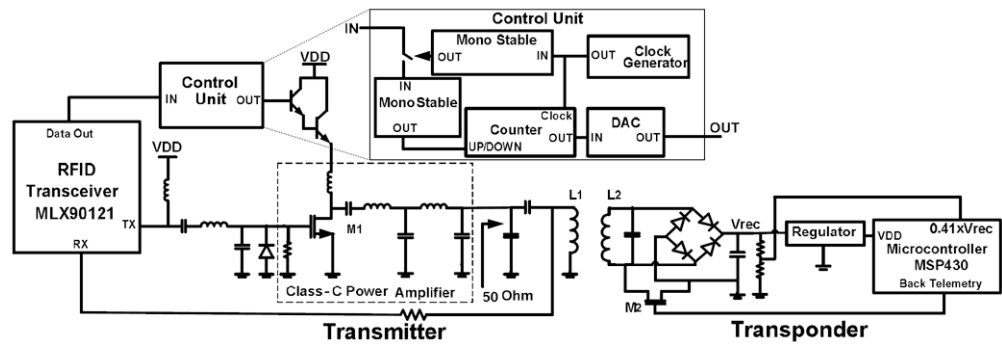 Control Unit
IN
Mono Stable
OUT
IN
OUT
Clock
Generator
IN
Mono Stable
OUT
Clock
Counter
OUT
UP/DOWN
DAC
IN
OUT
OUT
VDD
Control
Unit
IN
OUT
Data Out
RFID
Transceiver
MLX90121
TX
RX
VDD
M1
Class-C Power Amplifier
50 Ohm
L1
L2
Vrec
Regulator
0.41xVrec
VDD
Microcontroller
MSP430
Back Telemetry
M2
Transmitter
Transponder